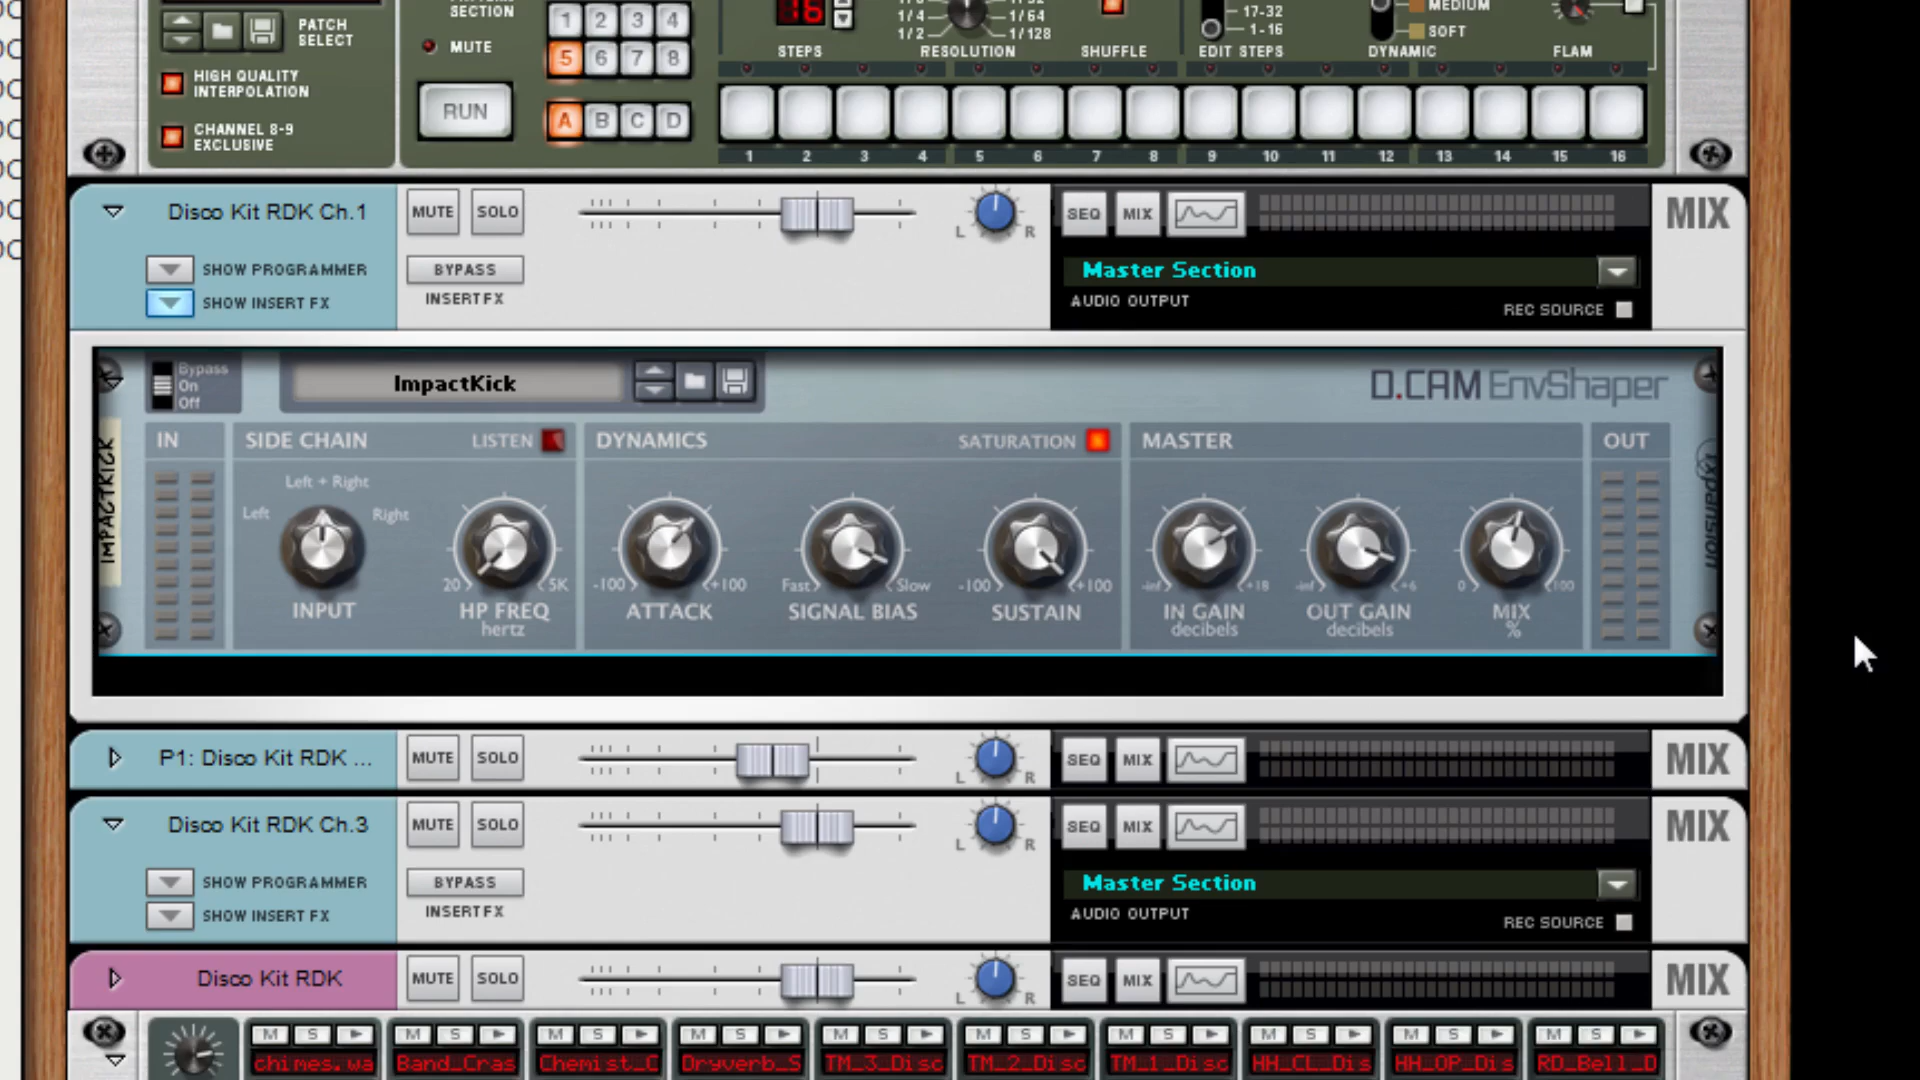 PATCH
SELECT
HIGH QUALITY
INTERPOLATION
CHANNEL 8-9
EXCLUSIVE
SECTION
MUTE
RUN
1 2 3 4
5 6 7 8
A B C D
16
STEPS
1/4
1/2
1/64
1/128
RESOLUTION
SHUFFLE
17-32
1-16
EDIT STEPS
MEDIUM
SOFT
DYNAMIC
FLAM
1 2 3 4 5 6 7 8 9 10 11 12 13 14 15 16
Disco Kit RDK Ch.1
SHOW PROGRAMMER
SHOW INSERT FX
MUTE SOLO
BYPASS
INSERT FX
L R
SEQ MIX
Master Section
AUDIO OUTPUT
REC SOURCE
MIX
Bypass
On
Off
ImpactKick
D.CAM EnvShaper
IMPACTKICK
IN
SIDE CHAIN
LISTEN
Left + Right
Left
Right
INPUT
20 5K
HP FREQ
hertz
DYNAMICS
SATURATION
-100 +100
ATTACK
Fast Slow
SIGNAL BIAS
-100 +100
SUSTAIN
MASTER
-inf +18
IN GAIN
decibels
-inf +6
OUT GAIN
decibels
0 100
MIX
%
OUT
P1: Disco Kit RDK ...
MUTE SOLO
L R
SEQ MIX
MIX
Disco Kit RDK Ch.3
SHOW PROGRAMMER
SHOW INSERT FX
MUTE SOLO
BYPASS
INSERT FX
L R
SEQ MIX
Master Section
AUDIO OUTPUT
REC SOURCE
MIX
Disco Kit RDK
MUTE SOLO
L R
SEQ MIX
MIX
M S M S M S M S M S M S M S M S M S M S
chimes.wa Band_Cras Chemist_C Dryverb_S TM_3_Disc TM_2_Disc TM_1_Disc HH_CL_Dis HH_OP_Dis RD_Bell_D